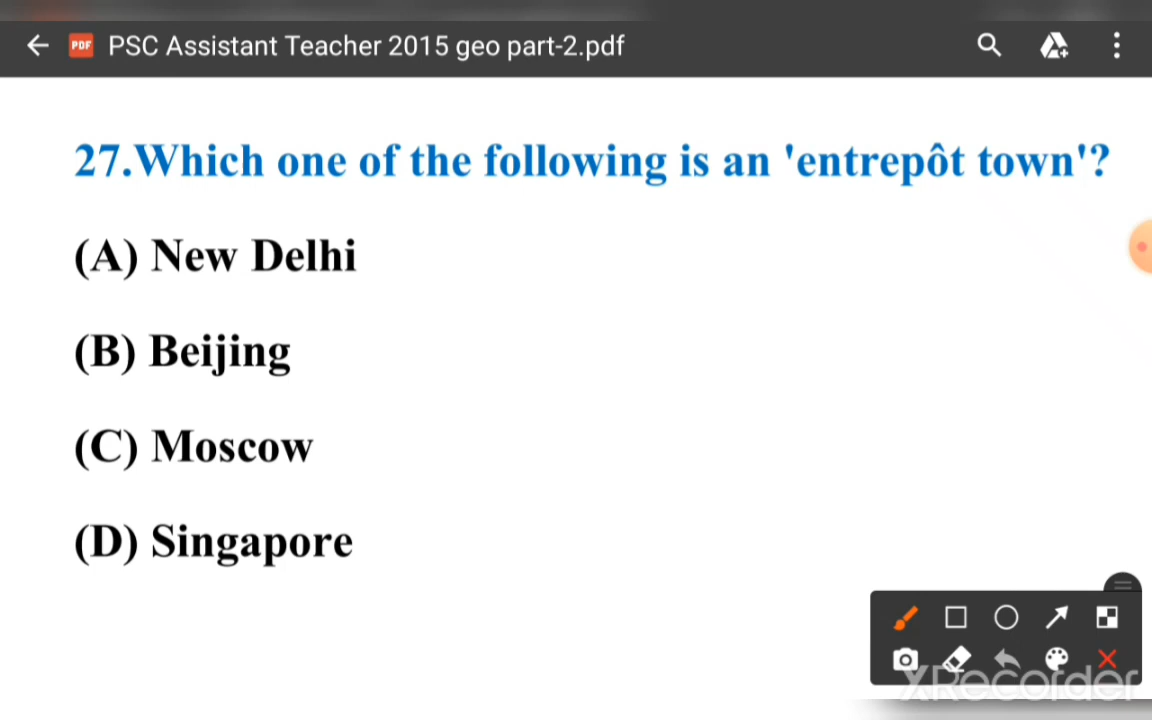 PDF PSC Assistant Teacher 2015 geo part-2.pdf
27.Which one of the following is an 'entrepôt town'?
(A) New Delhi
(B) Beijing
(C) Moscow
(D) Singapore
XRecorder